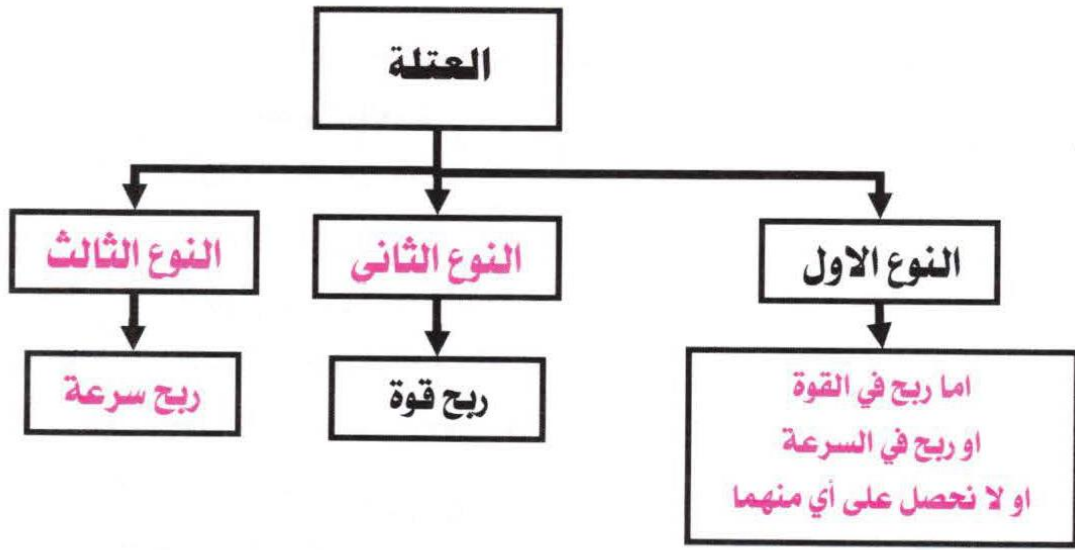 العتلة
النوع الاول
النوع الثاني
النوع الثالث
اما ربح في القوة
او ربح في السرعة
او لا نحصل على أي منهما
ربح قوة
ربح سرعة